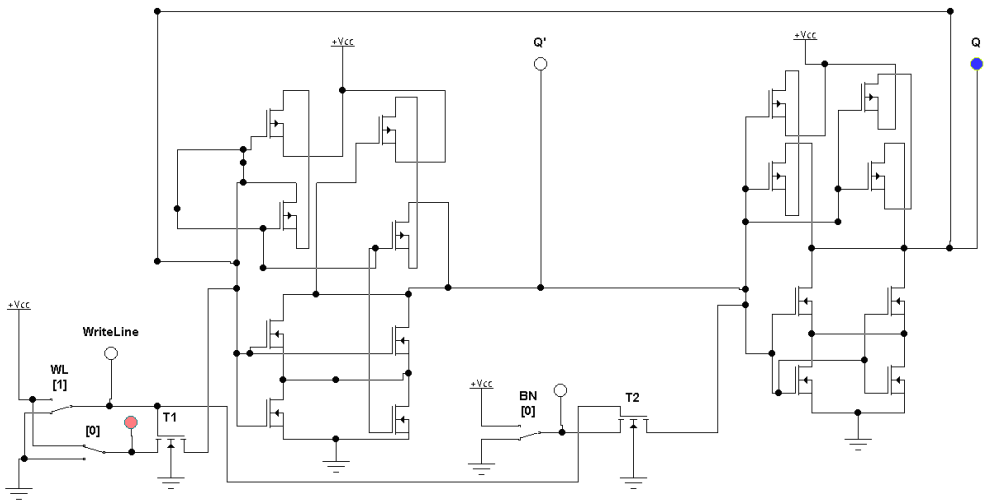 +Vcc
Q'
+Vcc
Q
+Vcc
WriteLine
WL
[1]
T1
[0]
+Vcc
BN
[0]
T2